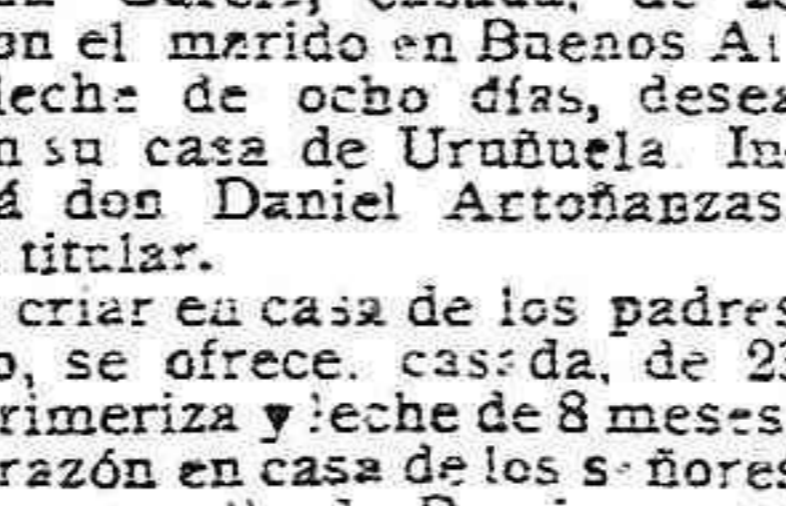 on el marido en Buenos Ai
leche de ocho días, desea
n su casa de Uruñuela. In-
á don Daniel Artoñanzas,
titular.
criar en casa de los padres
o, se ofrece. casada, de 23
rimeriza y leche de 8 meses.
razón en casa de los señores